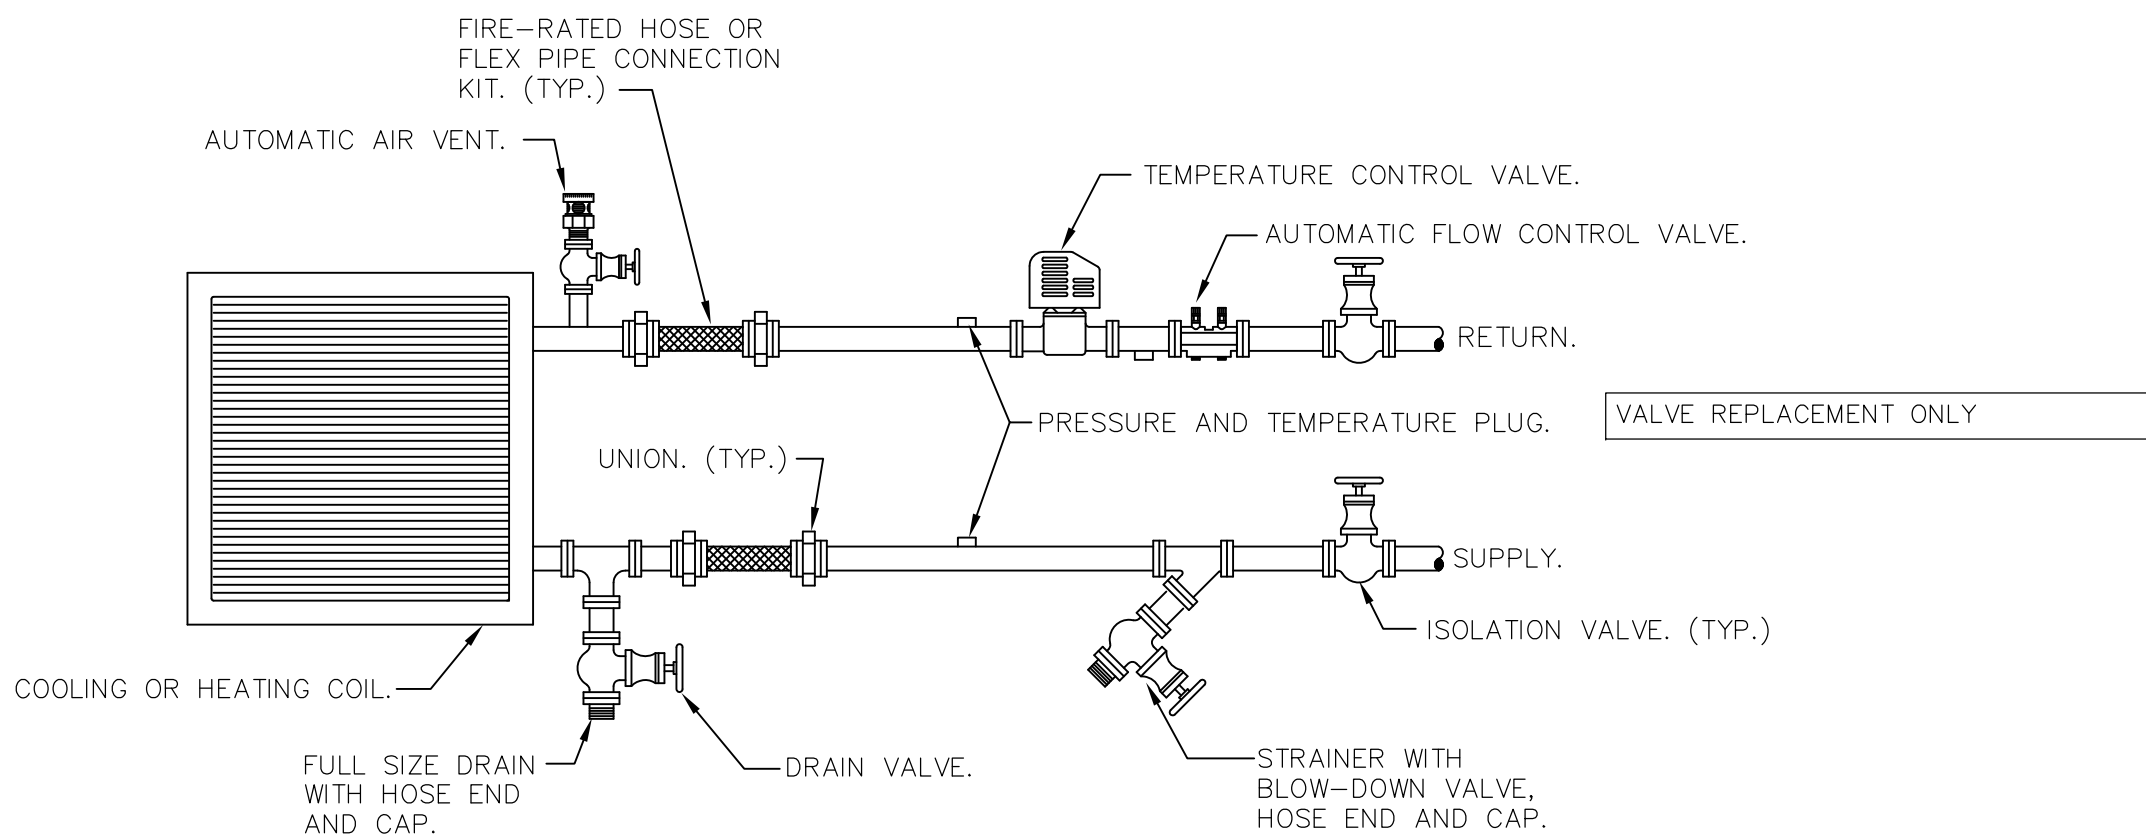 FIRE-RATED HOSE OR
FLEX PIPE CONNECTION
KIT. (TYP.)
AUTOMATIC AIR VENT.
TEMPERATURE CONTROL VALVE.
AUTOMATIC FLOW CONTROL VALVE.
RETURN.
PRESSURE AND TEMPERATURE PLUG.
VALVE REPLACEMENT ONLY
UNION. (TYP.)
SUPPLY.
ISOLATION VALVE. (TYP.)
COOLING OR HEATING COIL.
FULL SIZE DRAIN
WITH HOSE END
AND CAP.
DRAIN VALVE.
STRAINER WITH
BLOW-DOWN VALVE,
HOSE END AND CAP.